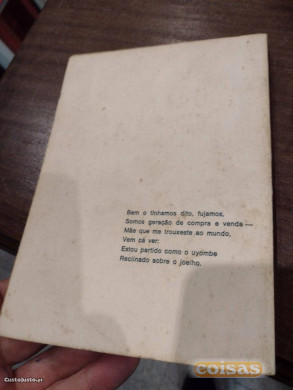 Bem o tínhamos dito, fujamos,
Somos geração de compra e venda —
Mãe que me trouxeste ao mundo,
Vem cá ver:
Estou partido como o uyombe
Reclinado sobre o joelho.
CustoJusto.pt
coisas